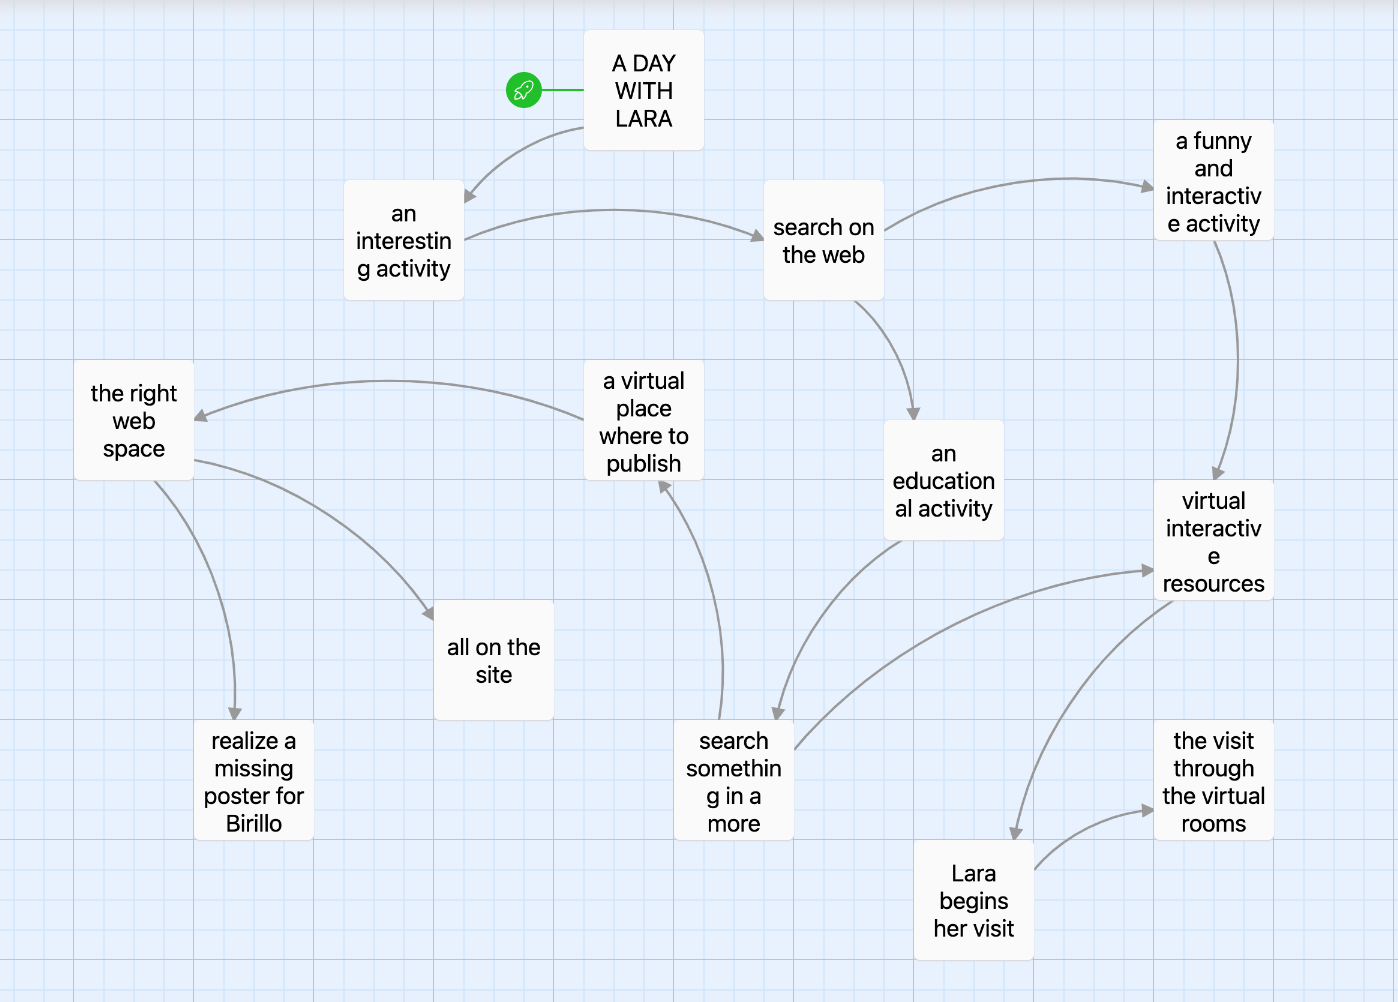 A DAY
WITH
LARA
a funny
and
interactiv
e activity
an
interestin
g activity
search on
the web
the right
web
space
a virtual
place
where to
publish
an
education
al activity
virtual
interactiv
e
resources
all on the
site
realize a
missing
poster for
Birillo
search
somethin
g in a
more
the visit
through
the virtual
rooms
Lara
begins
her visit